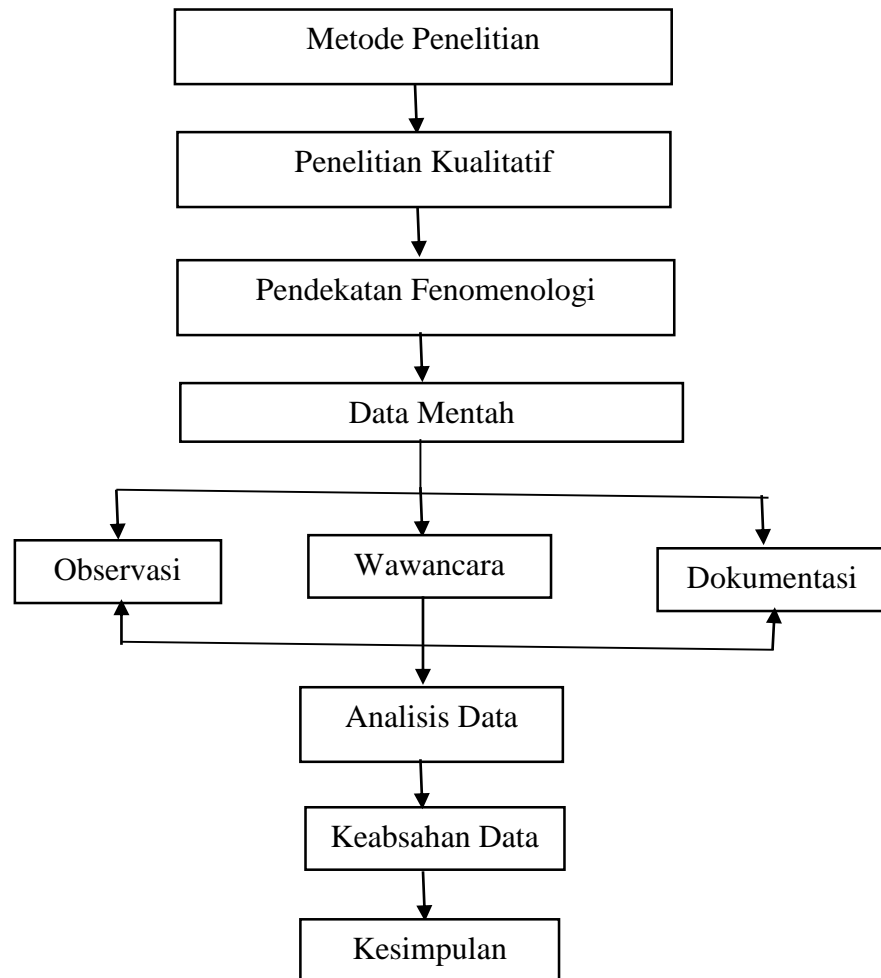 Metode Penelitian
Penelitian Kualitatif
Pendekatan Fenomenologi
Data Mentah
Observasi
Wawancara
Dokumentasi
Analisis Data
Keabsahan Data
Kesimpulan